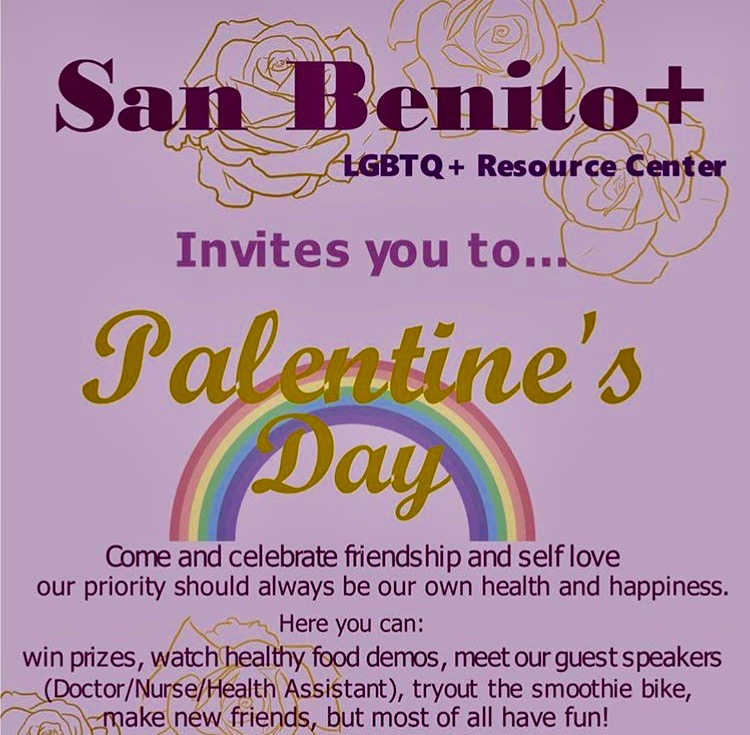 San Benito+
LGBTQ+ Resource Center
Invites you to...
Palentine's
Day
Come and celebrate friendship and self love
our priority should always be our own health and happiness.
Here you can:
win prizes, watch healthy food demos, meet our guest speakers
(Doctor/Nurse/Health Assistant), tryout the smoothie bike,
make new friends, but most of all have fun!